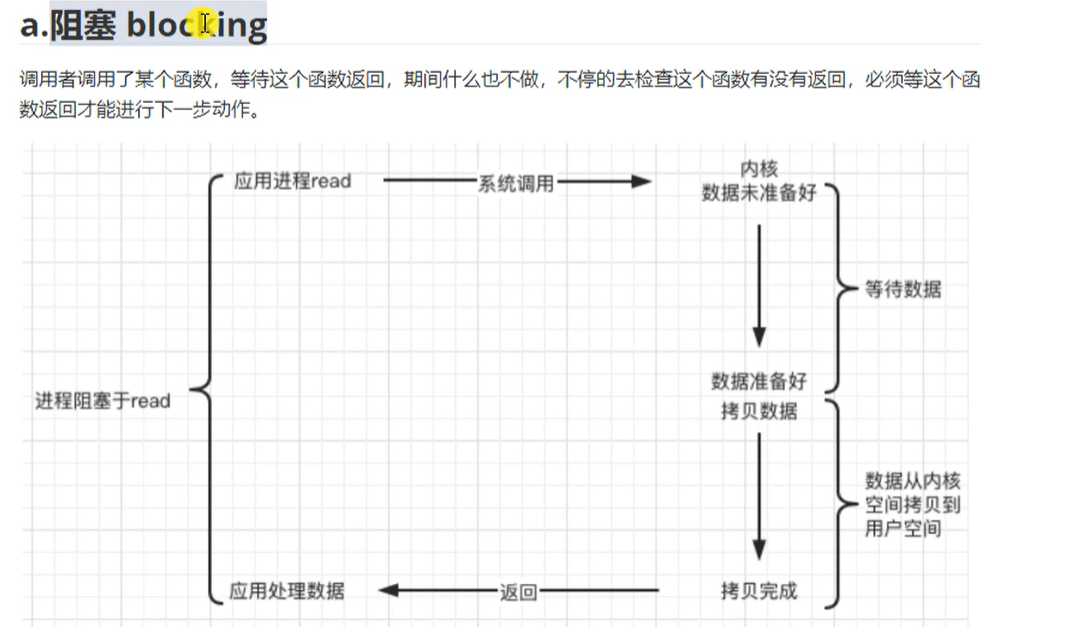 a.阻塞 blocking
调用者调用了某个函数，等待这个函数返回，期间什么也不做，不停的去检查这个函数有没有返回，必须等这个函
数返回才能进行下一步动作。
应用进程read
系统调用
内核
数据未准备好
等待数据
进程阻塞于read
数据准备好
拷贝数据
数据从内核
空间拷贝到
用户空间
应用处理数据
返回
拷贝完成